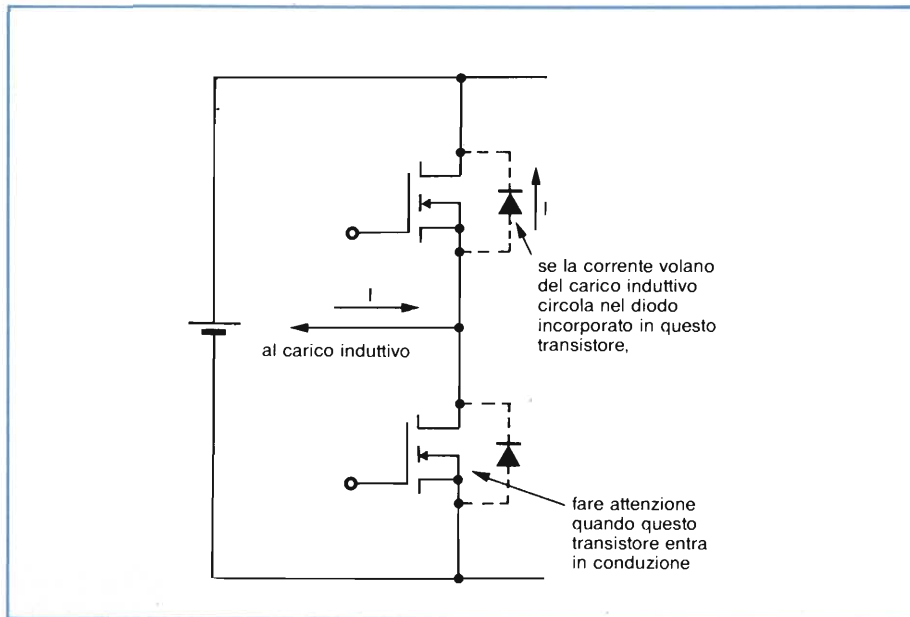 I
se la corrente volano
del carico induttivo
circola nel diodo
incorporato in questo
transistore,
I
al carico induttivo
fare attenzione
quando questo
transistore entra
in conduzione